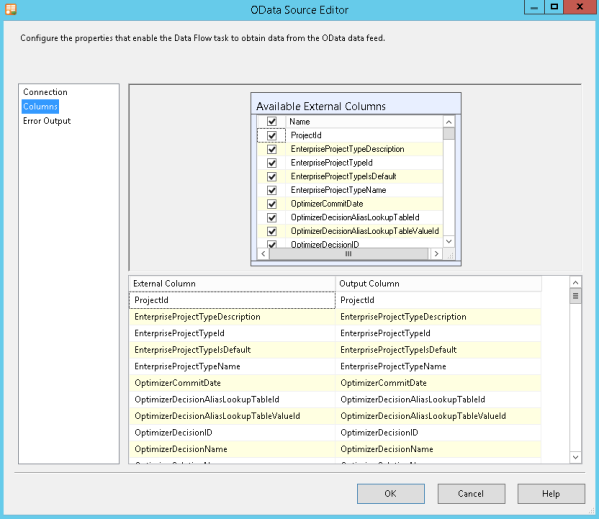 OData Source Editor
Configure the properties that enable the Data Flow task to obtain data from the OData data feed.
Connection
Columns
Error Output
Available External Columns
Name
ProjectId
EnterpriseProjectTypeDescription
EnterpriseProjectTypeId
EnterpriseProjectTypeIsDefault
EnterpriseProjectTypeName
OptimizerCommitDate
OptimizerDecisionAliasLookupTableId
OptimizerDecisionAliasLookupTableValueId
OptimizerDecisionID
External Column Output Column
ProjectId ProjectId
EnterpriseProjectTypeDescription EnterpriseProjectTypeDescription
EnterpriseProjectTypeId EnterpriseProjectTypeId
EnterpriseProjectTypeIsDefault EnterpriseProjectTypeIsDefault
EnterpriseProjectTypeName EnterpriseProjectTypeName
OptimizerCommitDate OptimizerCommitDate
OptimizerDecisionAliasLookupTableId OptimizerDecisionAliasLookupTableId
OptimizerDecisionAliasLookupTableValueId OptimizerDecisionAliasLookupTableValueId
OptimizerDecisionID OptimizerDecisionID
OptimizerDecisionName OptimizerDecisionName
OK Cancel Help